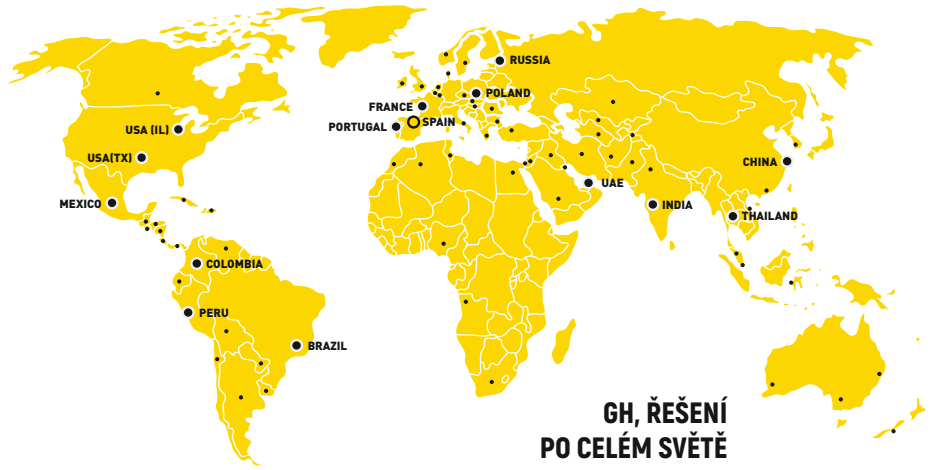 RUSSIA
POLAND
FRANCE
SPAIN
PORTUGAL
USA (IL)
USA(TX)
CHINA
MEXICO
UAE
INDIA
THAILAND
COLOMBIA
PERU
BRAZIL
GH, ŘEŠENÍ
PO CELÉM SVĚTĚ